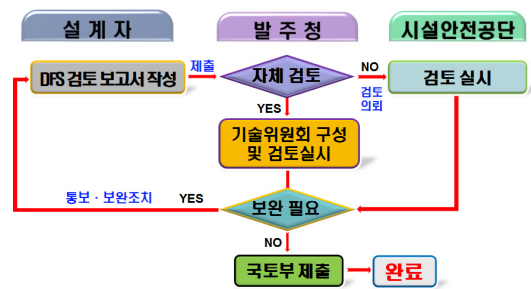 설계자
발주청
시설안전공단
DFS 검토 보고서 작성
제출
자체 검토
NO
검토 실시
검토
의뢰
YES
기술위원회 구성
및 검토실시
통보 · 보완조치
YES
보완 필요
NO
국토부 제출
완료